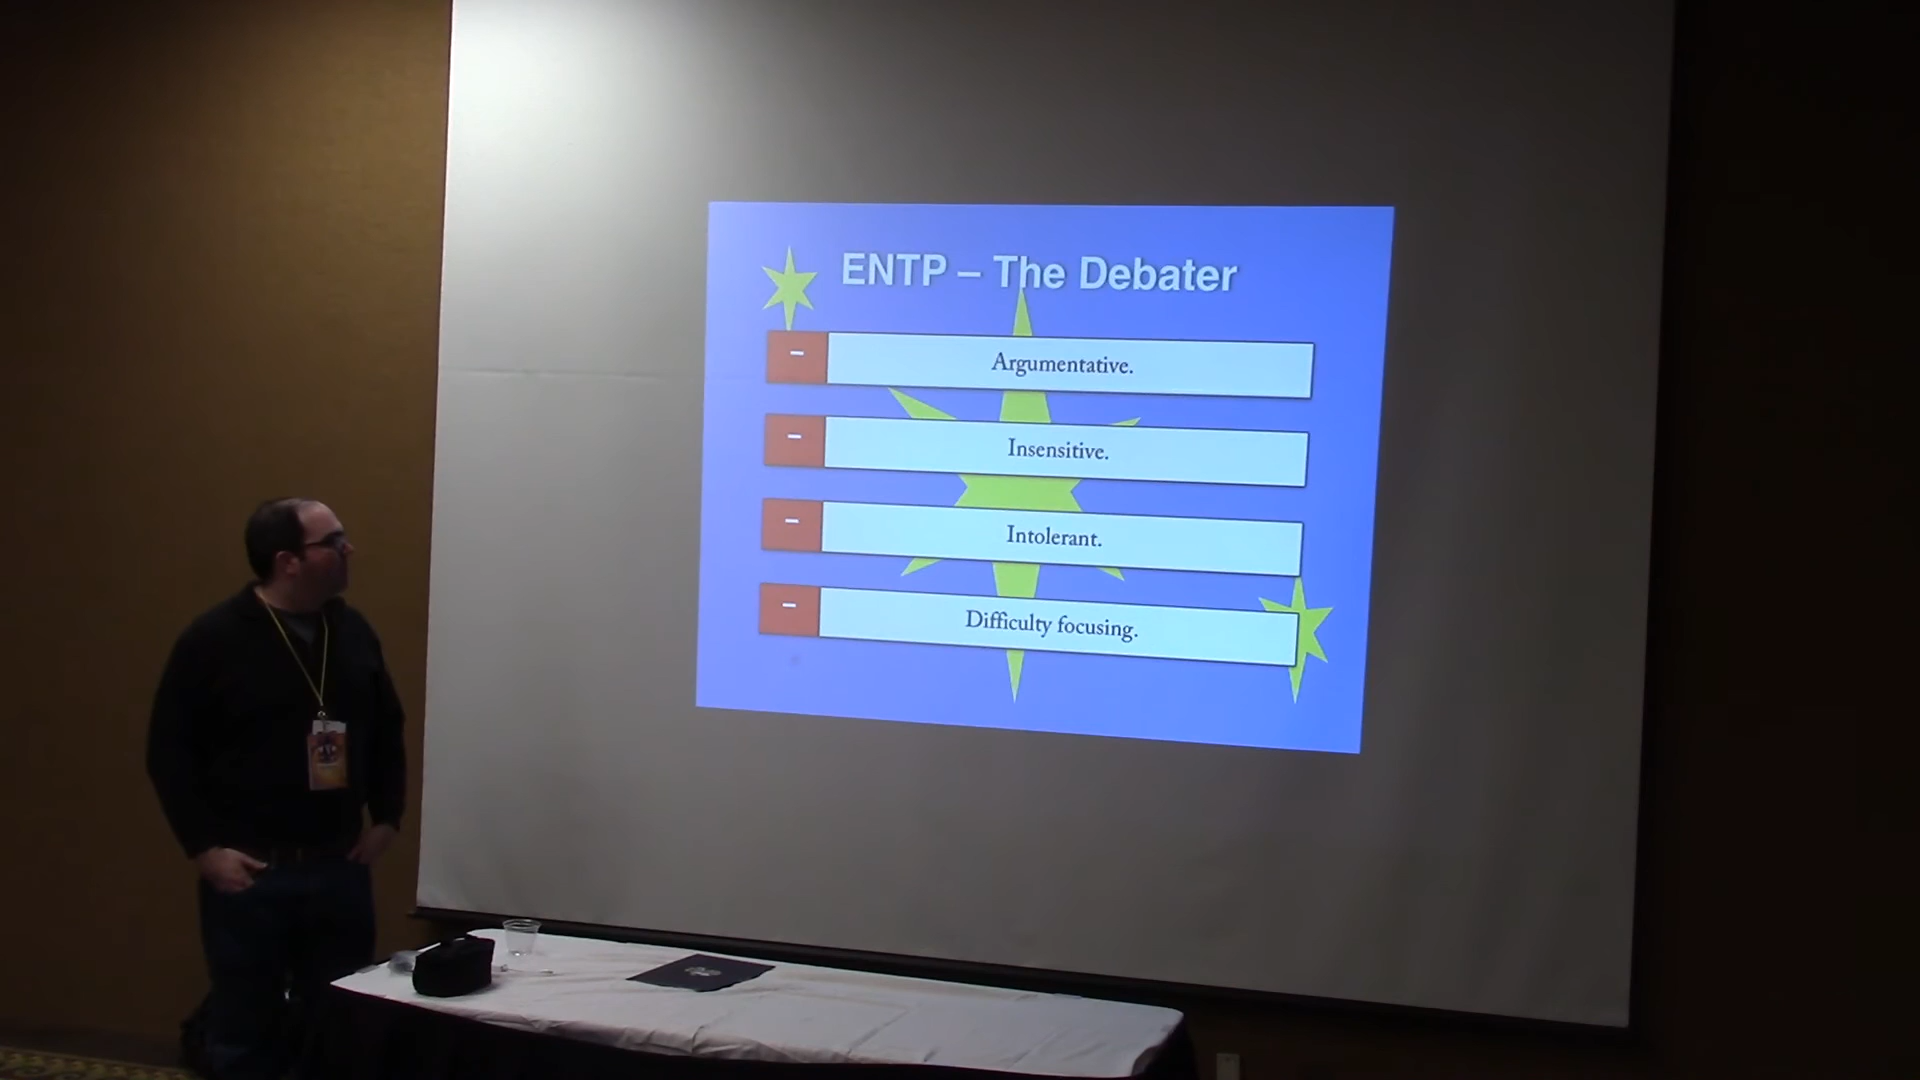 ENTP – The Debater
– Argumentative.
– Insensitive.
– Intolerant.
– Difficulty focusing.